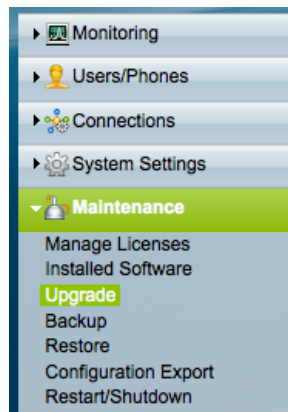 Monitoring
Users/Phones
Connections
System Settings
Maintenance
Manage Licenses
Installed Software
Upgrade
Backup
Restore
Configuration Export
Restart/Shutdown